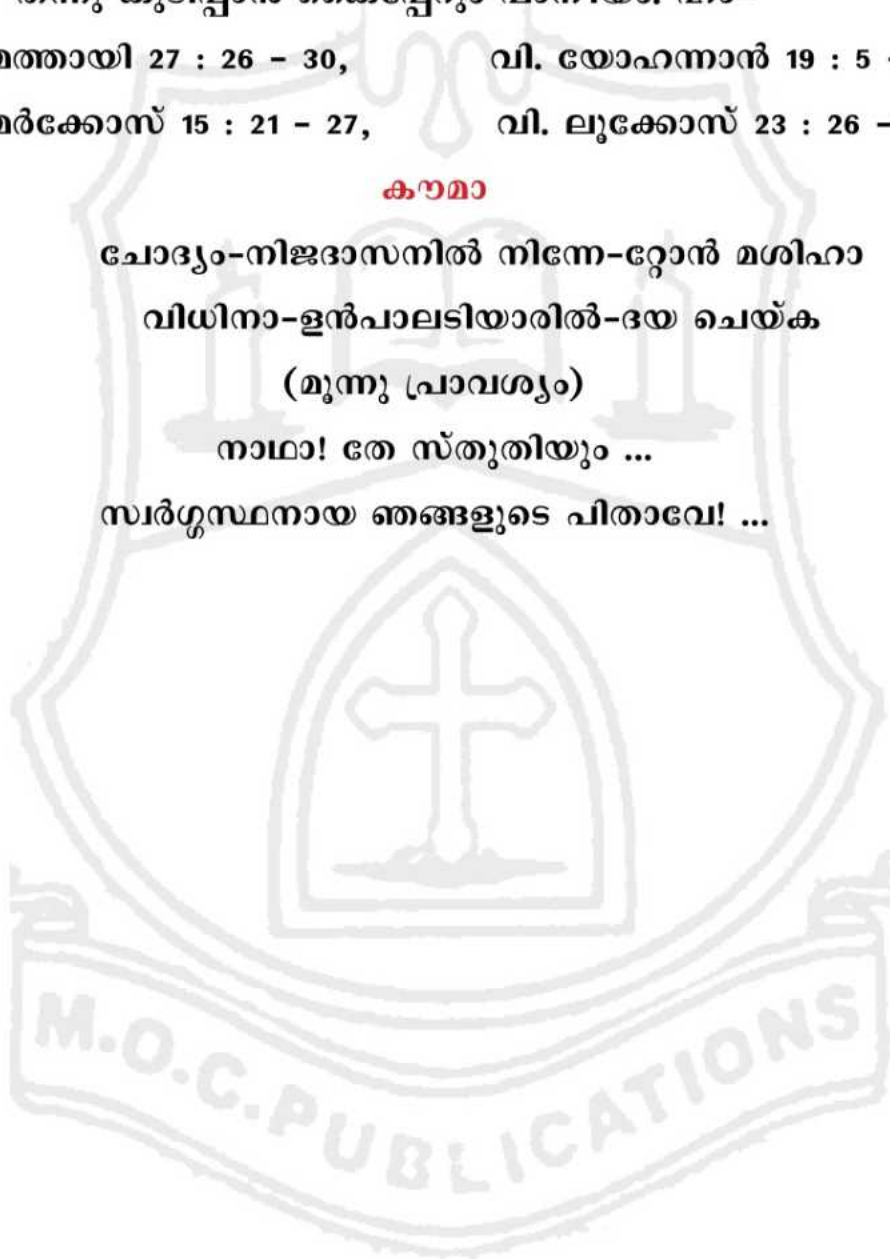 കുടിപ്പാൻ കൈപ്പേറും പാനീയം. ഹാ-
മത്തായി 27 : 26 – 30, വി. യോഹന്നാൻ 19 : 5 -
മർക്കോസ് 15 : 21 – 27, വി. ലൂക്കോസ് 23 : 26 –
കൗമാ
ചോദ്യം-നിജദാസനിൽ നിന്നേ-റ്റോൻ മശിഹാ
വിധിനാ-ളൻപാലടിയാരിൽ-ദയ ചെയ്ക
(മൂന്നു പ്രാവശ്യം)
നാഥാ! തേ സ്തുതിയും ...
സ്വർഗ്ഗസ്ഥനായ ഞങ്ങളുടെ പിതാവേ! ...
M.O.C.PUBLICATIONS